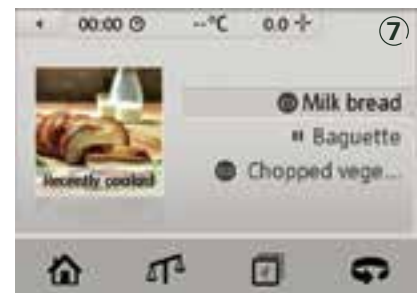 00:00 --°C 0.0 ⑦
Recently cooked
Milk bread
Baguette
Chopped vege...